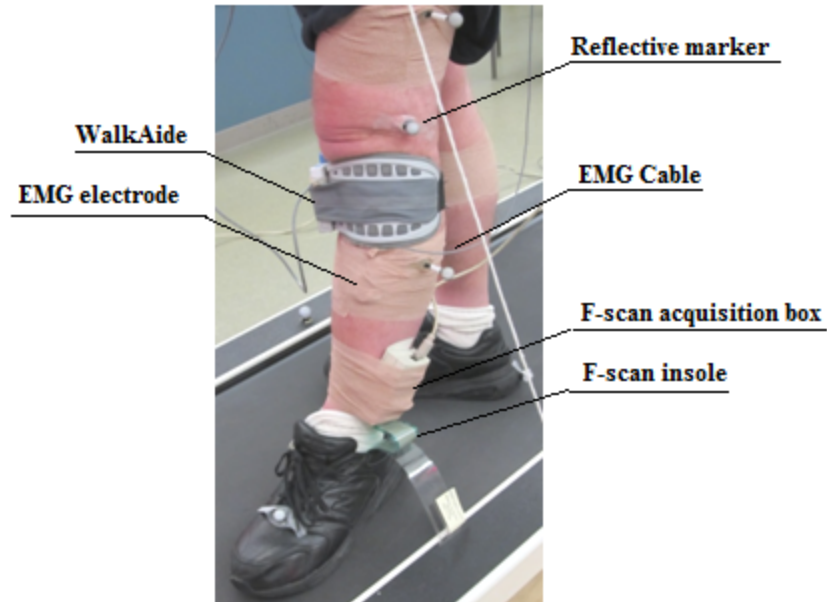 Reflective marker
WalkAide
EMG electrode
EMG Cable
F-scan acquisition box
F-scan insole